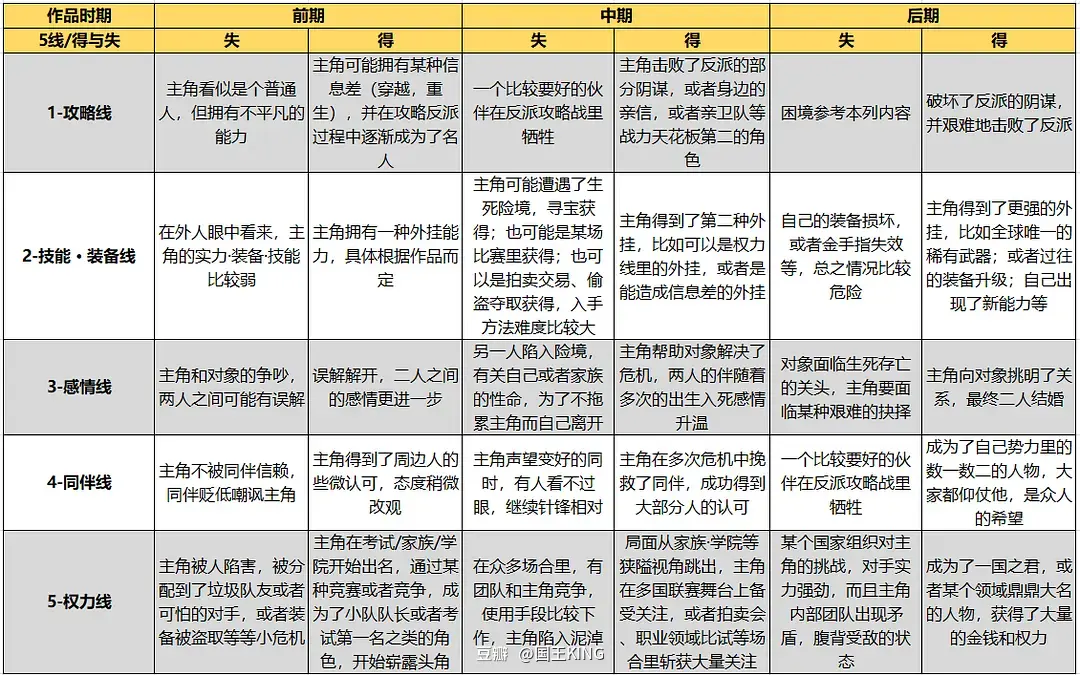 作品时期
前期
中期
后期
5线/得与失
失
得
失
得
失
得
1-攻略线
主角看似是个普通
人，但拥有不平凡的
能力
主角可能拥有某种信
息差（穿越，重
生），并在攻略反派
过程中逐渐成为了名
人
一个比较要好的伙
伴在反派攻略战里
牺牲
主角击败了反派的部
分阴谋，或者身边的
亲信，或者亲卫队等
战力天花板第二的角
色
困境参考本列内容
破坏了反派的阴谋，
并艰难地击败了反派
2-技能·装备线
在外人眼中看来，主
角的实力·装备·技能
比较弱
主角拥有一种外挂能
力，具体根据作品而
定
主角可能遭遇了生
死险境，寻宝获
得；也可能是某场
比赛里获得；也可
以是拍卖交易、偷
盗夺取获得，入手
方法难度比较大
主角得到了第二种外
挂，比如可以是权力
线里的外挂，或者是
能造成信息差的外挂
自己的装备损坏，
或者金手指失效
等，总之情况比较
危险
主角得到了更强的外
挂，比如全球唯一的
稀有武器；或者过往
的装备升级；自己出
现了新能力等
3-感情线
主角和对象的争吵，
两人之间可能有误解
误误解开，二人之间
的感情更进一步
另一人陷入险境，
有关自己或者家族
的性命，为了不拖
累主角而自己离开
主角帮助对象解决了
危机，两人的伴随着
多次的出生入死感情
升温
对象面临生死存亡
的关头，主角要面
临某种艰难的抉择
主角向对象挑明了关
系，最终二人结婚
4-同伴线
主角不被同伴信赖，
同伴贬低嘲讽主角
主角得到了周边人的
些微认可，态度稍微
改观
主角声望变好的同
时，有人看不过
眼，继续针锋相对
主角在多次危机中挽
救了同伴，成功得到
大部分人的认可
一个比较要好的伙
伴在反派攻略战里
牺牲
成为了自己势力里的
数一数二的人物，大
家都仰仗他，是众人
的希望
5-权力线
主角被人陷害，被分
配到了垃圾队友或者
可怕的对手，或者装
备被盗取等等小危机
主角在考试/家族/学
院开始出名，通过某
种竞赛或者竞争，成
为了小队队长或者考
试第一名之类的角
色，开始崭露头角
在众多场合里，有
团队和主角竞争，
使用手段比较下
作，主角陷入泥淖
局面从家族·学院等
狭隘视角跳出，主角
在多国联赛舞台上备
受关注，或者拍卖会
、职业领域比试等场
合里斩获大量关注
某个国家组织对主
角的挑战，对手实
力强劲，而且主角
内部团队出现矛
盾，腹背受敌的状
态
成为了一国之君，或
者某个领域鼎鼎大名
的人物，获得了大量
的金钱和权力
豆瓣 @国王KING